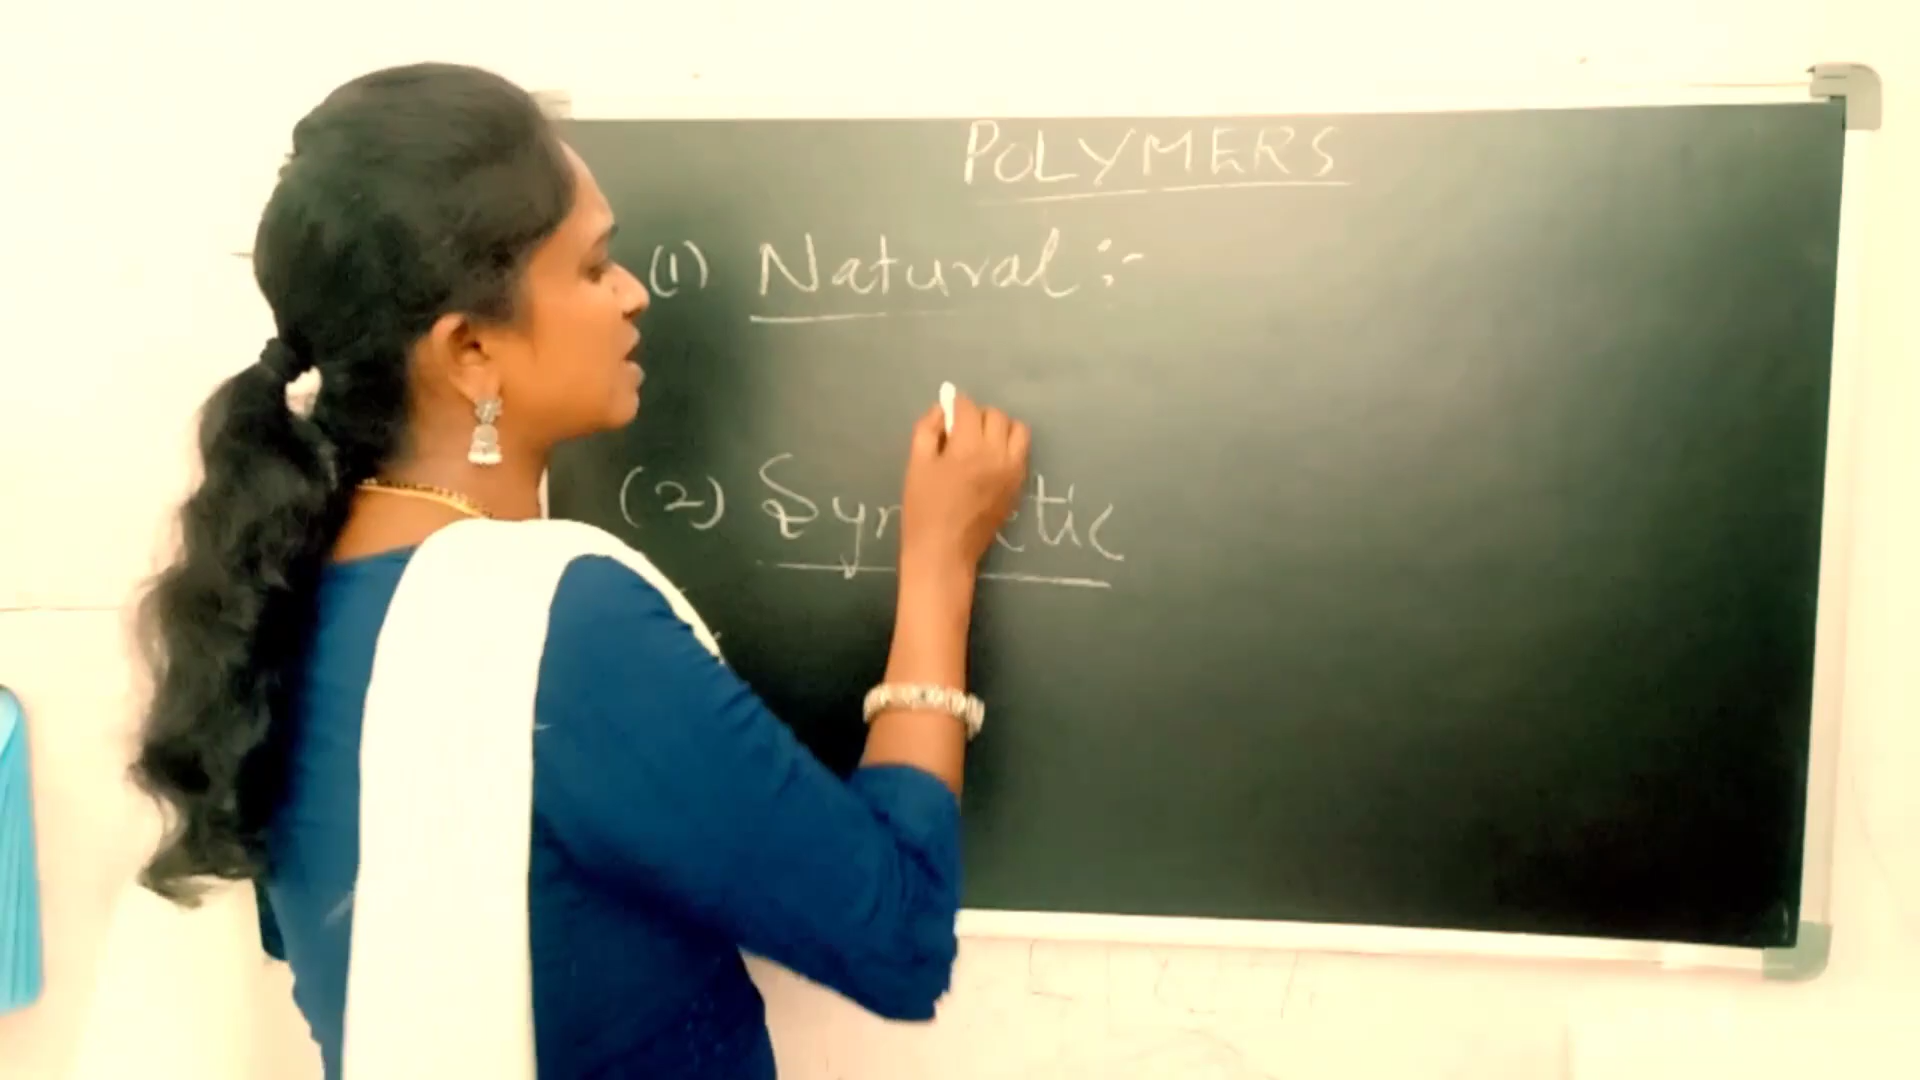 POLYMERS
(1) Natural :-
(2) Synthetic